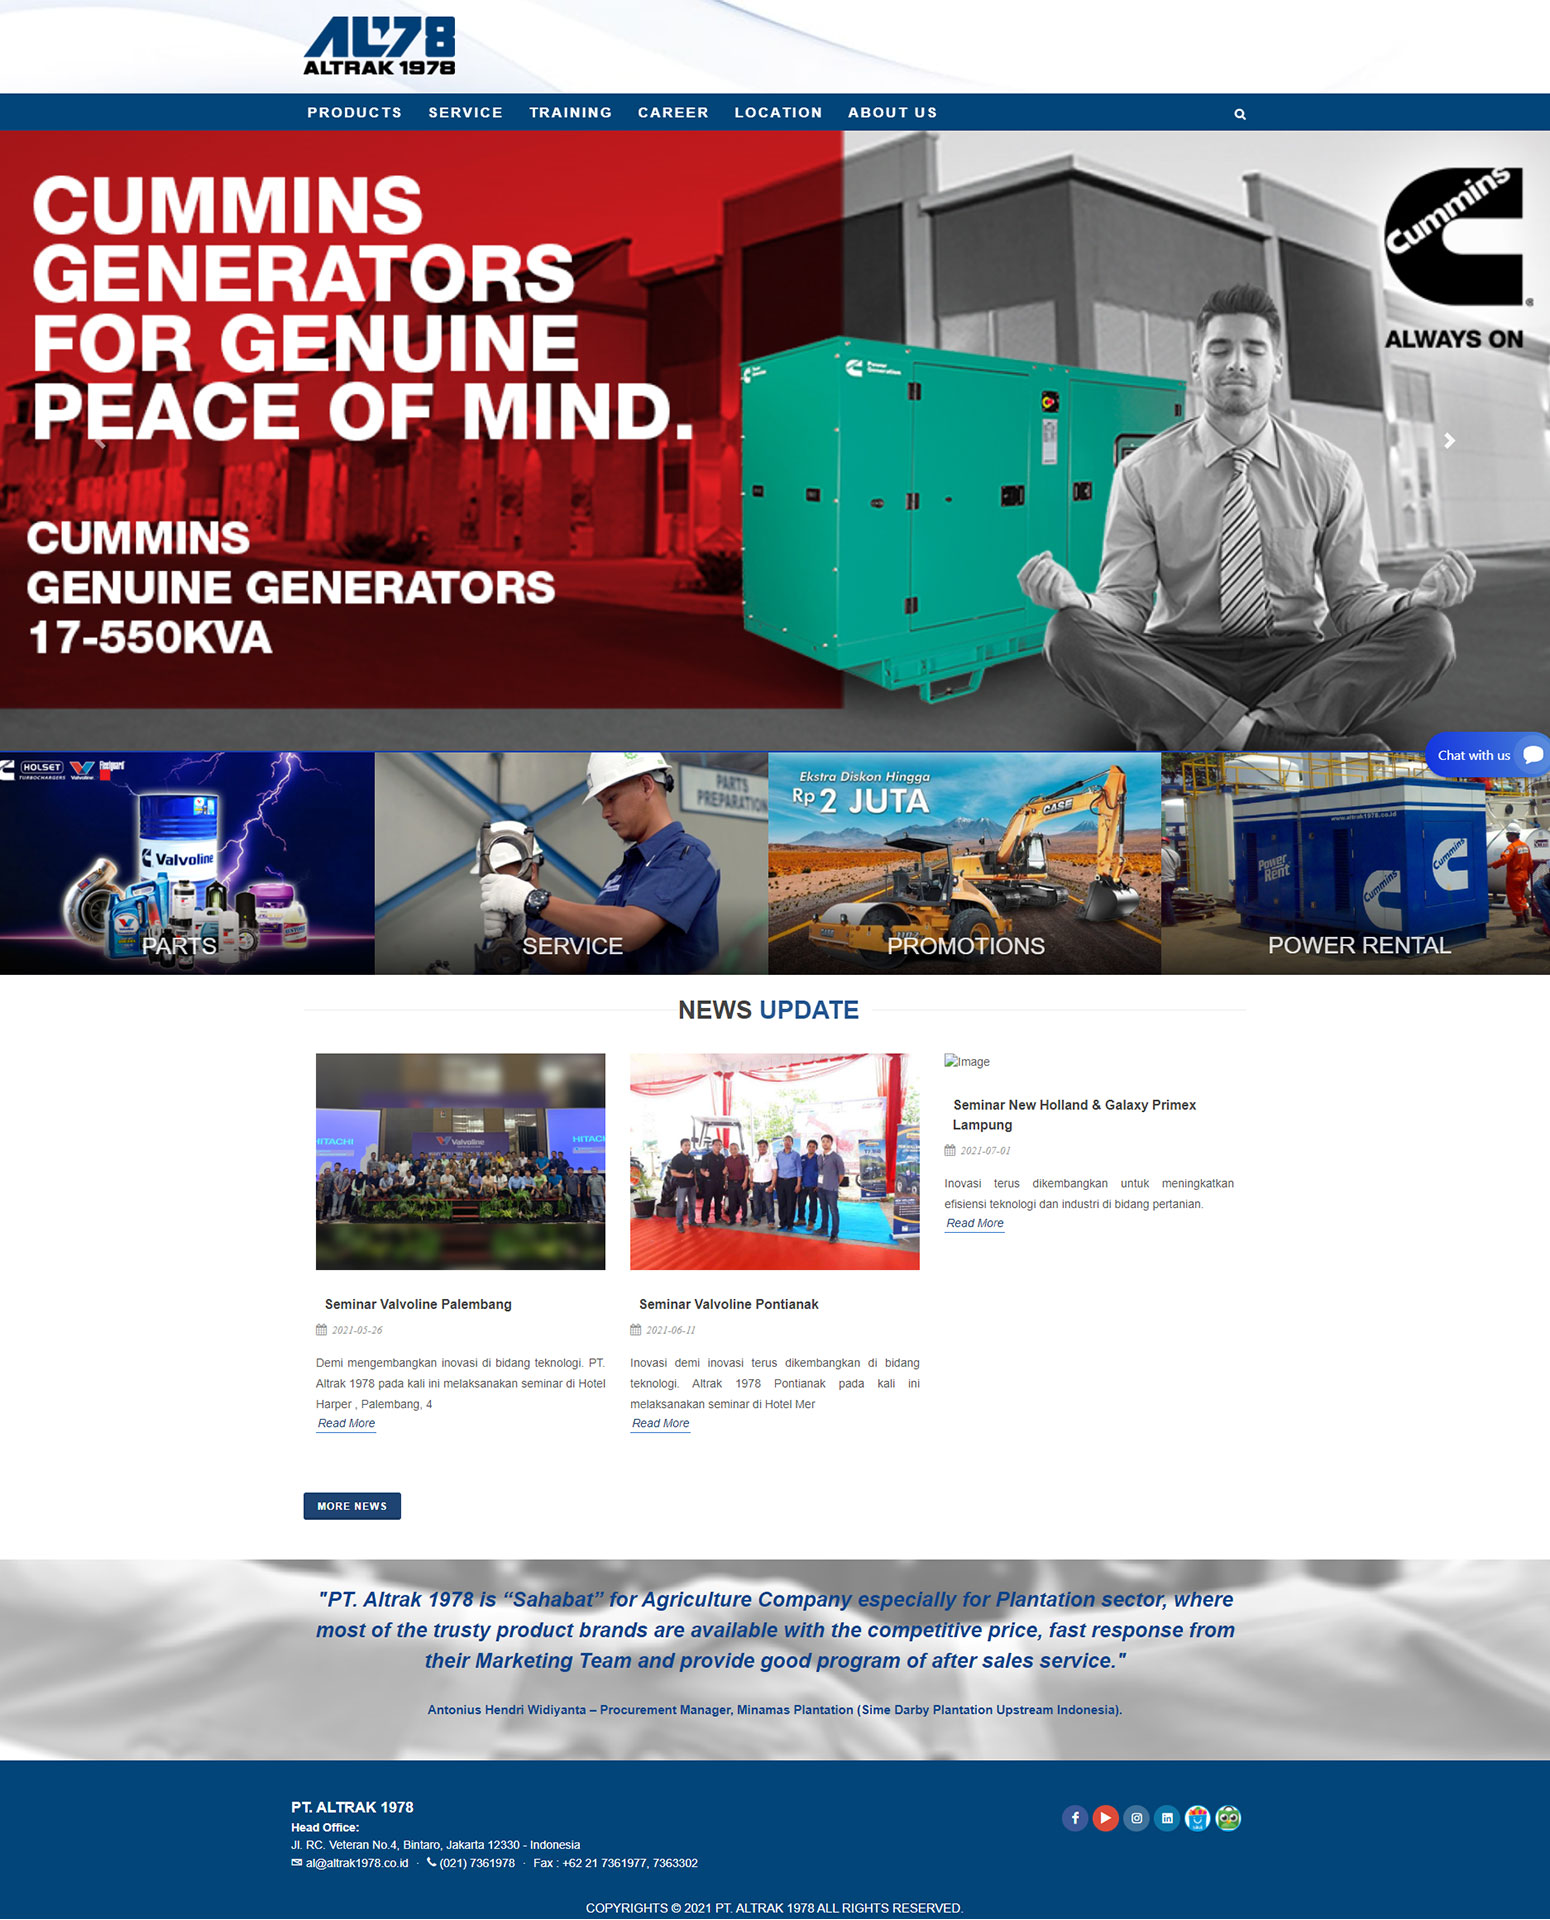 AL'78
ALTRAK 1978
PRODUCTS SERVICE TRAINING CAREER LOCATION ABOUT US
CUMMINS
GENERATORS
FOR GENUINE
PEACE OF MIND.
CUMMINS
GENUINE GENERATORS
17-550KVA
Cummins
ALWAYS ON
Power
Generation
Chat with us
HOLSET
TURBOCHARGERS
Valvoline
Fleetguard
Valvoline
PARTS
PARTS
PREPARATION
SERVICE
Ekstra Diskon Hingga
Rp 2 JUTA
CASE
PROMOTIONS
www.altrak1978.co.id
Power
Rent
Cummins
Cummins
POWER RENTAL
NEWS UPDATE
HITACHI
Valvoline
HITACHI
Seminar Valvoline Palembang
2021-05-26
Demi mengembangkan inovasi di bidang teknologi. PT.
Altrak 1978 pada kali ini melaksanakan seminar di Hotel
Harper , Palembang, 4
Read More
Seminar Valvoline Pontianak
2021-06-11
Inovasi demi inovasi terus dikembangkan di bidang
teknologi. Altrak 1978 Pontianak pada kali ini
melaksanakan seminar di Hotel Mer
Read More
Image
Seminar New Holland & Galaxy Primex
Lampung
2021-07-01
Inovasi terus dikembangkan untuk meningkatkan
efisiensi teknologi dan industri di bidang pertanian.
Read More
MORE NEWS
"PT. Altrak 1978 is “Sahabat” for Agriculture Company especially for Plantation sector, where
most of the trusty product brands are available with the competitive price, fast response from
their Marketing Team and provide good program of after sales service."
Antonius Hendri Widiyanta – Procurement Manager, Minamas Plantation (Sime Darby Plantation Upstream Indonesia).
PT. ALTRAK 1978
Head Office:
Jl. RC. Veteran No.4, Bintaro, Jakarta 12330 - Indonesia
al@altrak1978.co.id · (021) 7361978 · Fax : +62 21 7361977, 7363302
COPYRIGHTS © 2021 PT. ALTRAK 1978 ALL RIGHTS RESERVED.